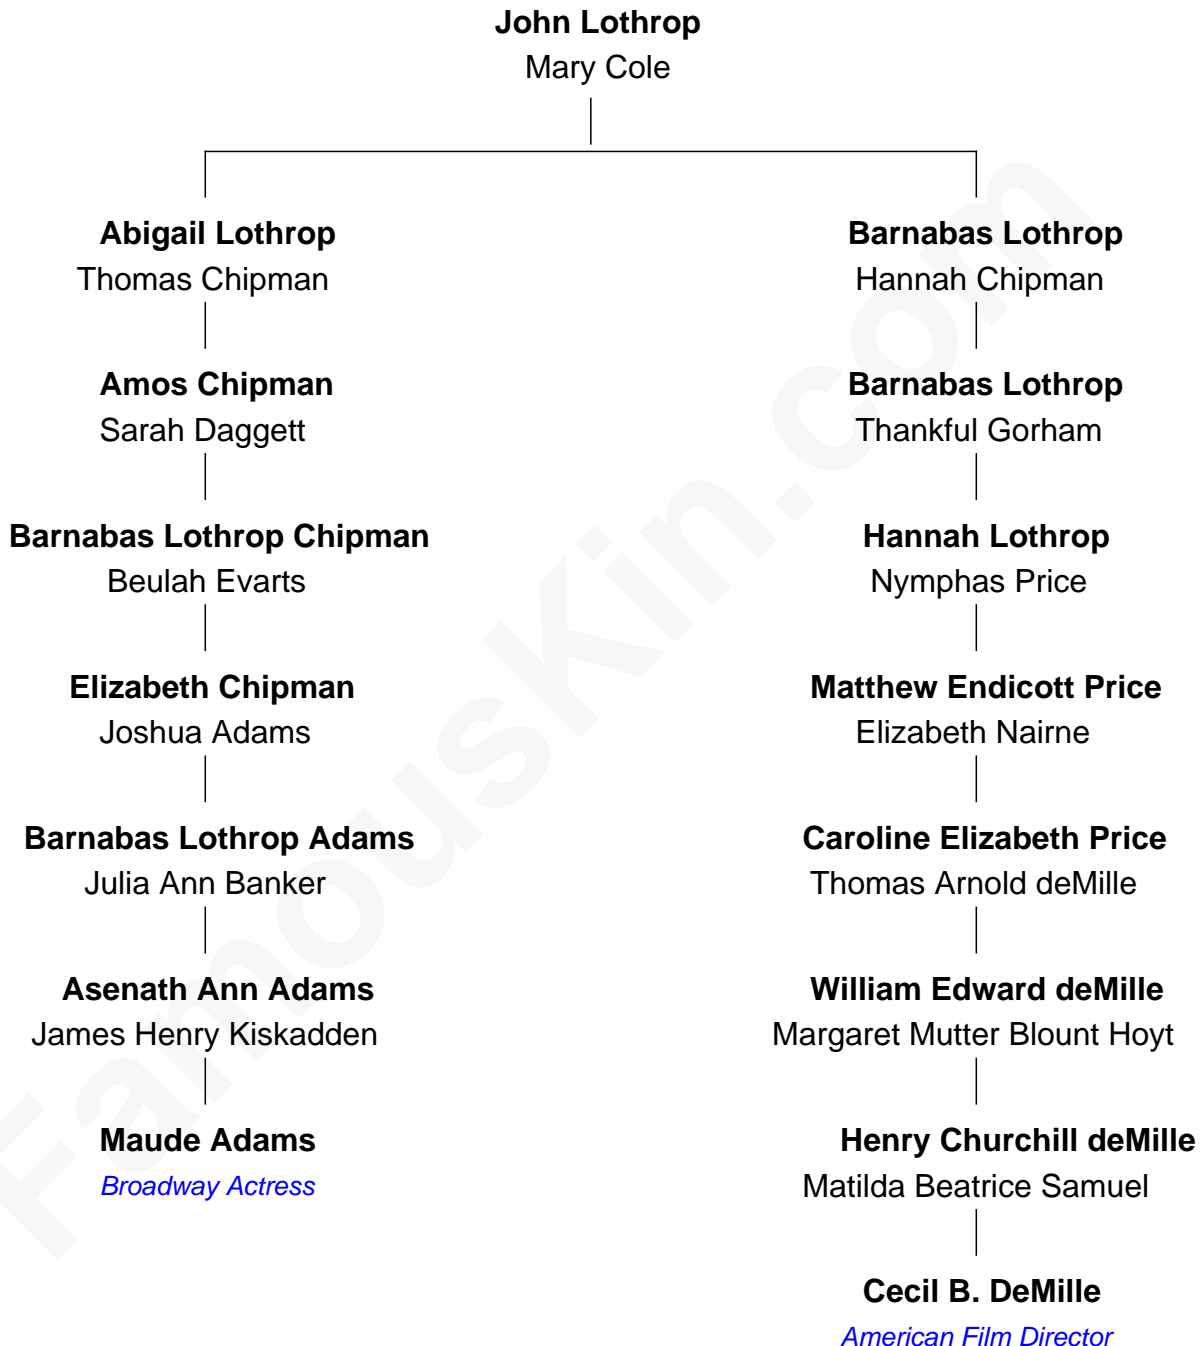 John Lothrop
Mary Cole
Abigail Lothrop
Thomas Chipman
Barnabas Lothrop
Hannah Chipman
Amos Chipman
Sarah Daggett
Barnabas Lothrop
Thankful Gorham
Barnabas Lothrop Chipman
Beulah Evarts
Hannah Lothrop
Nymphas Price
Elizabeth Chipman
Joshua Adams
Matthew Endicott Price
Elizabeth Nairne
Barnabas Lothrop Adams
Julia Ann Banker
Caroline Elizabeth Price
Thomas Arnold deMille
Asenath Ann Adams
James Henry Kiskadden
William Edward deMille
Margaret Mutter Blount Hoyt
Maude Adams
Broadway Actress
Henry Churchill deMille
Matilda Beatrice Samuel
Cecil B. DeMille
American Film Director
FamousKin.com